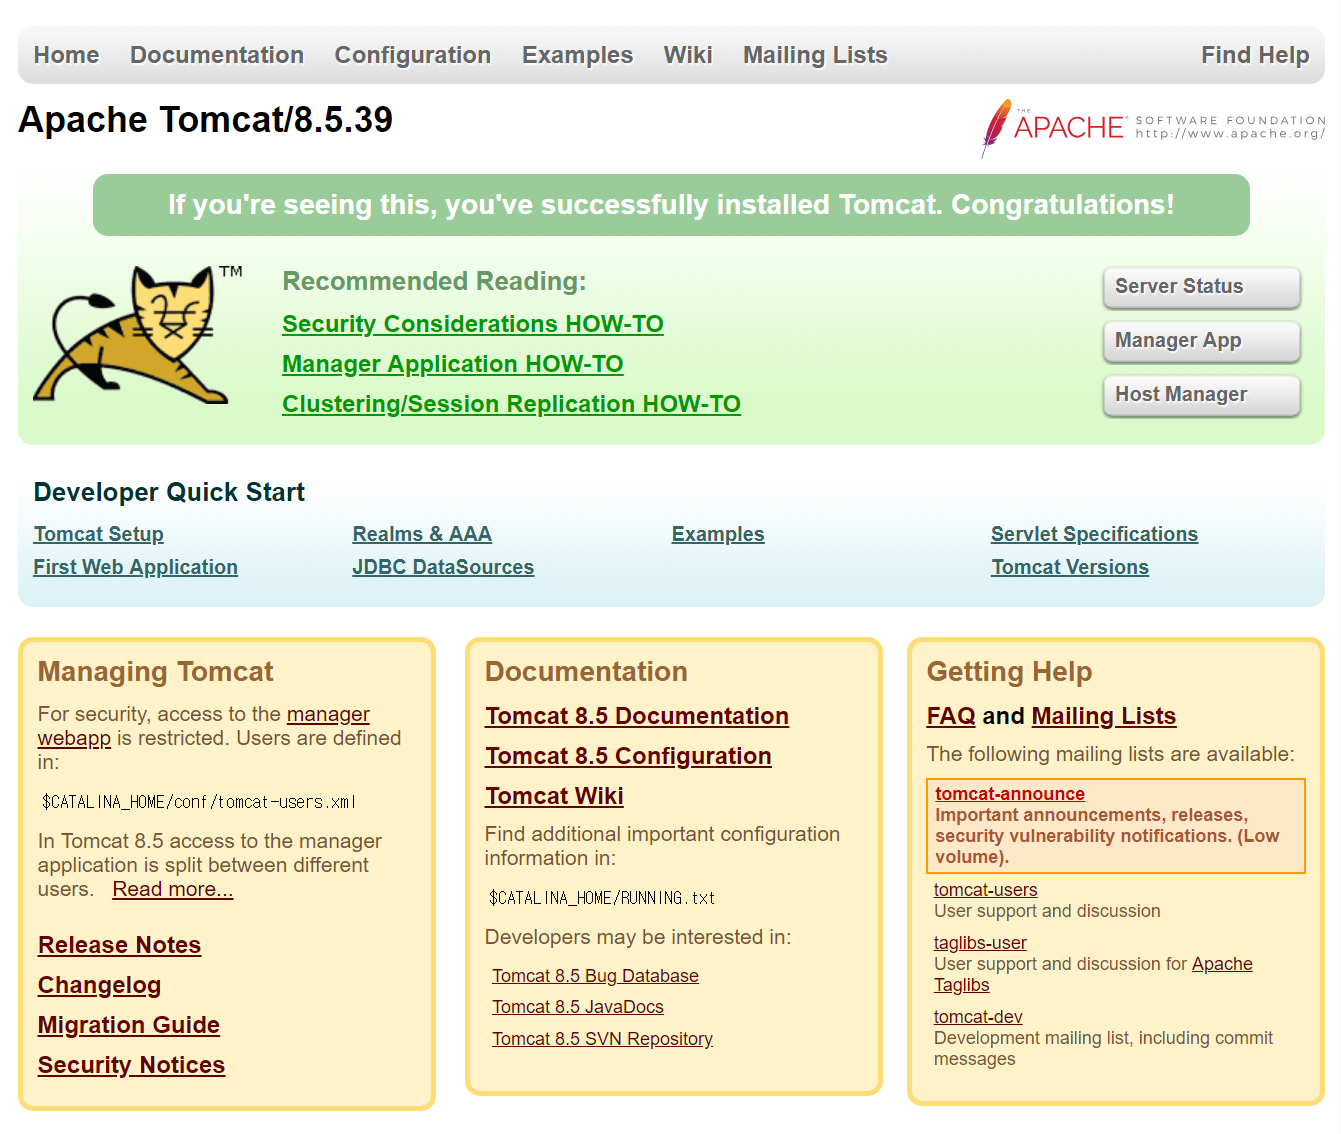 Home Documentation Configuration Examples Wiki Mailing Lists Find Help
Apache Tomcat/8.5.39
THE APACHE® SOFTWARE FOUNDATION
http://www.apache.org/
If you're seeing this, you've successfully installed Tomcat. Congratulations!
TM
Recommended Reading:
Security Considerations HOW-TO
Manager Application HOW-TO
Clustering/Session Replication HOW-TO
Server Status
Manager App
Host Manager
Developer Quick Start
Tomcat Setup
First Web Application
Realms & AAA
JDBC DataSources
Examples
Servlet Specifications
Tomcat Versions
Managing Tomcat
For security, access to the manager
webapp is restricted. Users are defined
in:
$CATALINA_HOME/conf/tomcat-users.xml
In Tomcat 8.5 access to the manager
application is split between different
users. Read more...
Release Notes
Changelog
Migration Guide
Security Notices
Documentation
Tomcat 8.5 Documentation
Tomcat 8.5 Configuration
Tomcat Wiki
Find additional important configuration
information in:
$CATALINA_HOME/RUNNING.txt
Developers may be interested in:
Tomcat 8.5 Bug Database
Tomcat 8.5 JavaDocs
Tomcat 8.5 SVN Repository
Getting Help
FAQ and Mailing Lists
The following mailing lists are available:
tomcat-announce
Important announcements, releases,
security vulnerability notifications. (Low
volume).
tomcat-users
User support and discussion
taglibs-user
User support and discussion for Apache
Taglibs
tomcat-dev
Development mailing list, including commit
messages